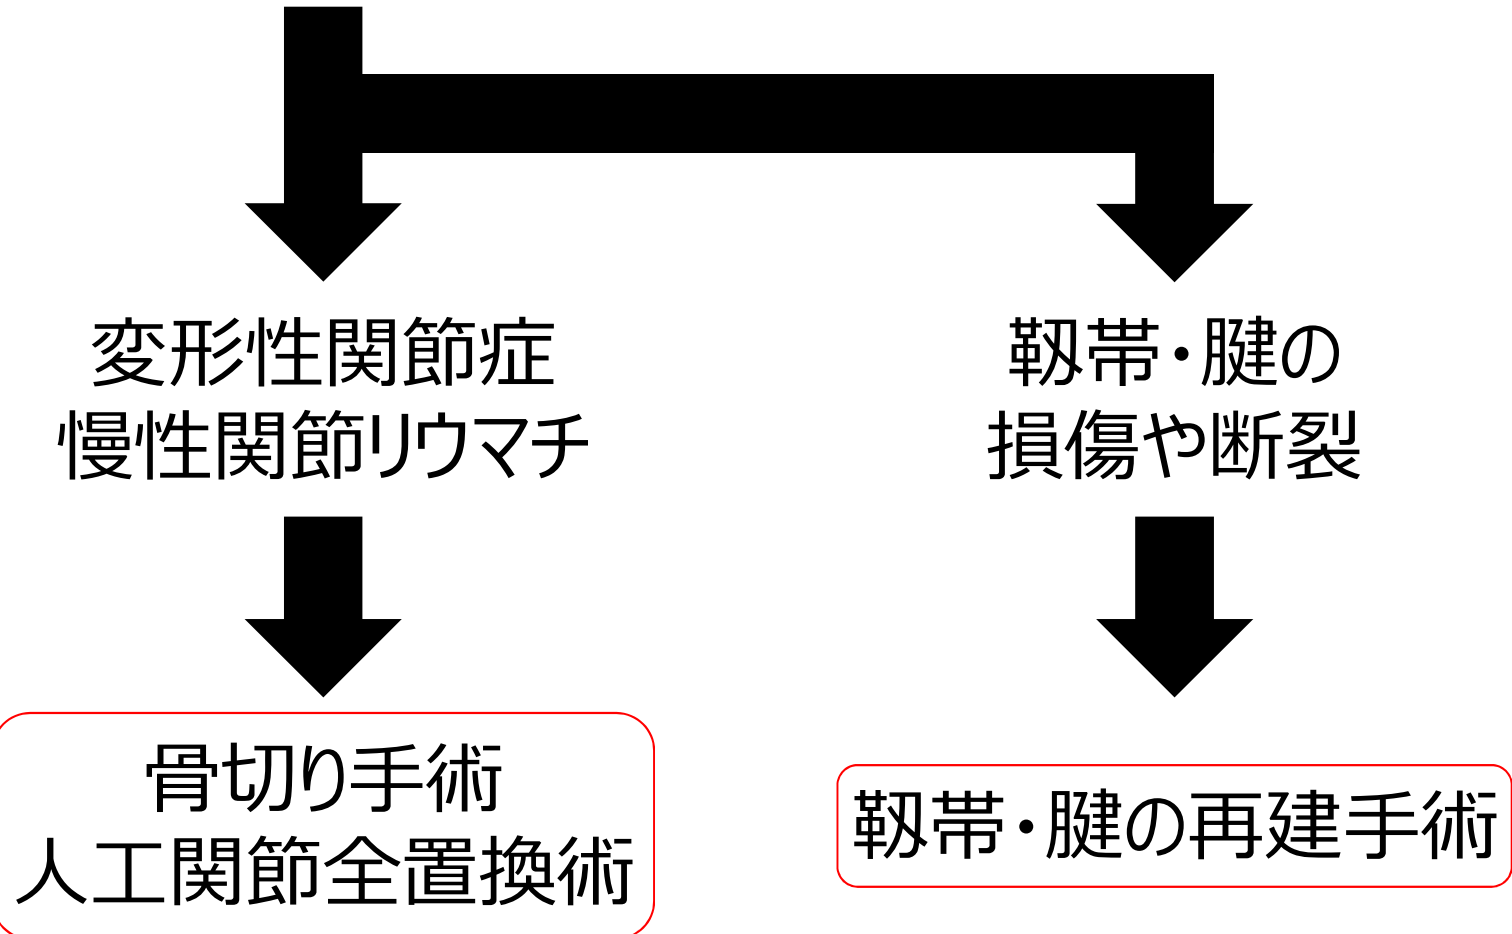 変形性関節症
慢性関節リウマチ
靱帯・腱の
損傷や断裂
骨切り手術
人工関節全置換術
靱帯・腱の再建手術